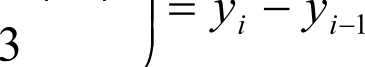 ) = y_i − y_{i−1}
3